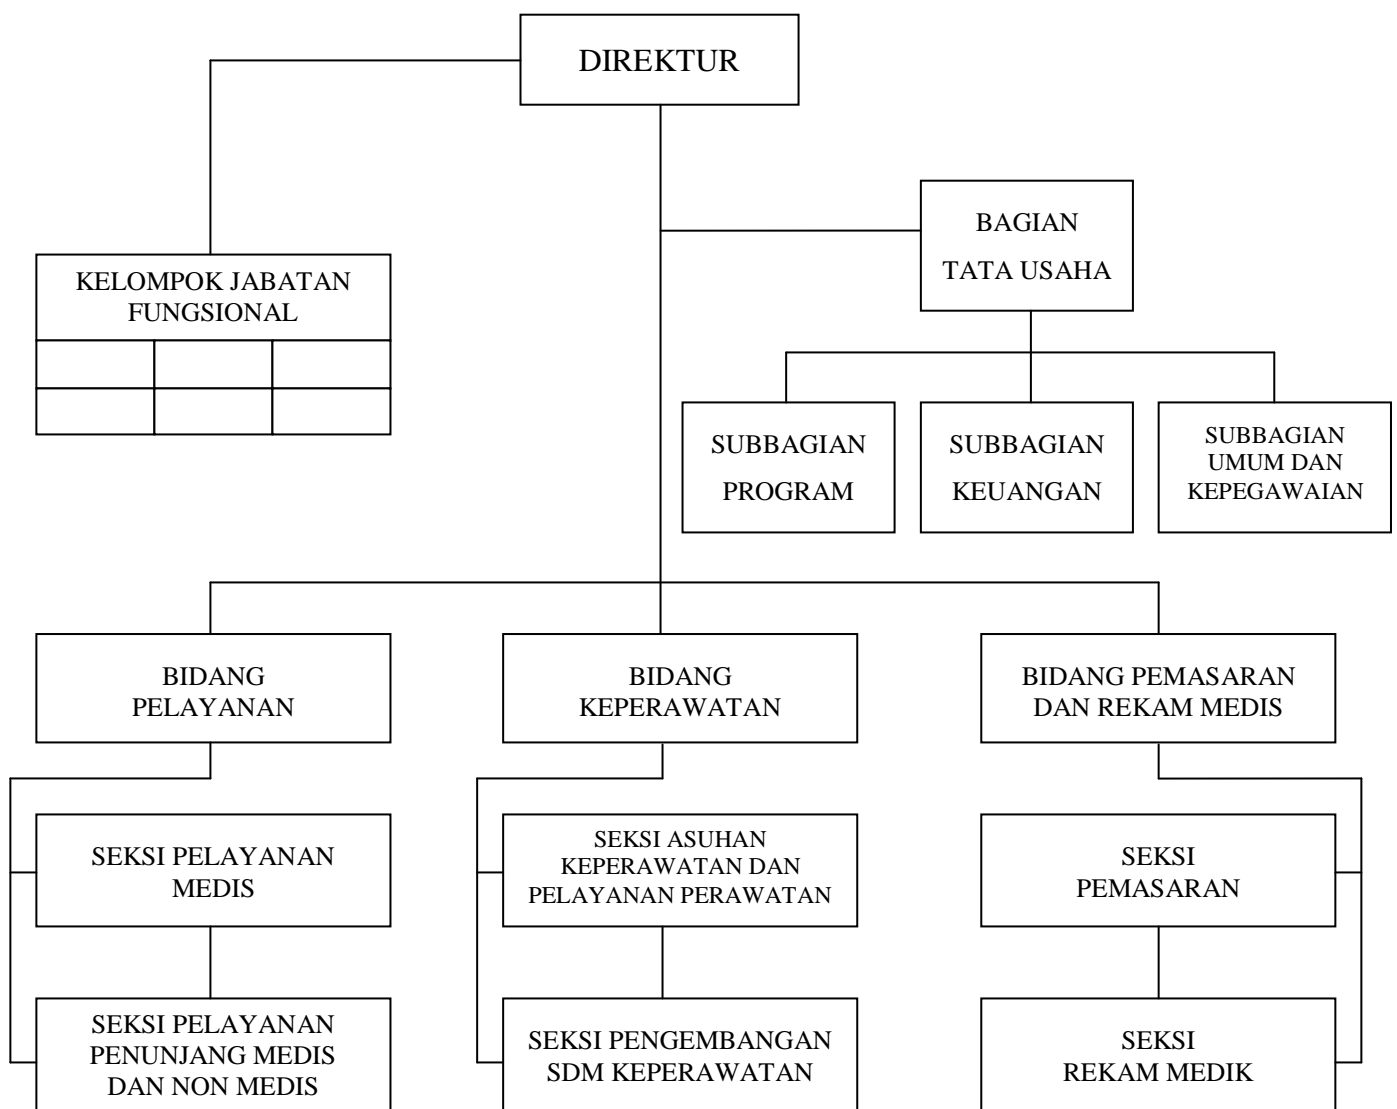 DIREKTUR
BAGIAN
TATA USAHA
KELOMPOK JABATAN
FUNGSIONAL
SUBBAGIAN
PROGRAM
SUBBAGIAN
KEUANGAN
SUBBAGIAN
UMUM DAN
KEPEGAWAIAN
BIDANG
PELAYANAN
BIDANG
KEPERAWATAN
BIDANG PEMASARAN
DAN REKAM MEDIS
SEKSI PELAYANAN
MEDIS
SEKSI ASUHAN
KEPERAWATAN DAN
PELAYANAN PERAWATAN
SEKSI
PEMASARAN
SEKSI PELAYANAN
PENUNJANG MEDIS
DAN NON MEDIS
SEKSI PENGEMBANGAN
SDM KEPERAWATAN
SEKSI
REKAM MEDIK